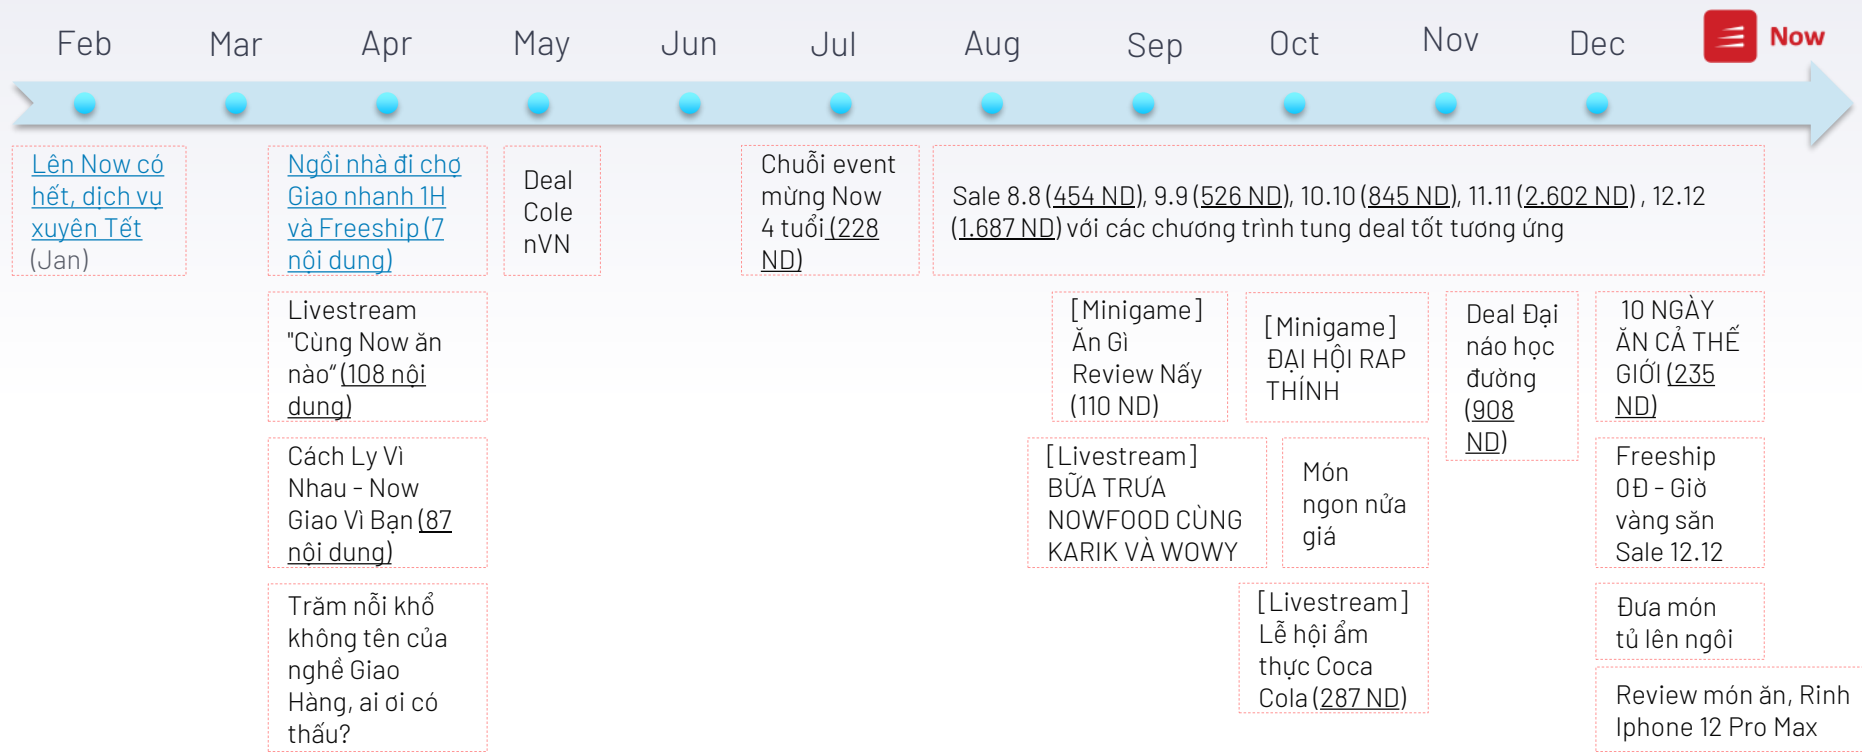 Feb
Mar
Apr
May
Jun
Jul
Aug
Sep
Oct
Nov
Dec
Now
Lên Now có
hết, dịch vụ
xuyên Tết
(Jan)
Ngồi nhà đi chợ
Giao nhanh 1H
và Freeship (7
nội dung)
Deal
Cole
nVN
Chuỗi event
mừng Now
4 tuổi (228
ND)
Sale 8.8 (454 ND), 9.9 (526 ND), 10.10 (845 ND), 11.11 (2.602 ND) , 12.12
(1.687 ND) với các chương trình tung deal tốt tương ứng
Livestream
"Cùng Now ăn
nào“ (108 nội
dung)
[Minigame]
Ăn Gì
Review Nấy
(110 ND)
[Minigame]
ĐẠI HỘI RAP
THÍNH
Deal Đại
náo học
đường
(908
ND)
10 NGÀY
ĂN CẢ THẾ
GIỚI (235
ND)
Cách Ly Vì
Nhau - Now
Giao Vì Bạn (87
nội dung)
[Livestream]
BỮA TRƯA
NOWFOOD CÙNG
KARIK VÀ WOWY
Món
ngon nửa
giá
Freeship
0Đ - Giờ
vàng săn
Sale 12.12
Trăm nỗi khổ
không tên của
nghề Giao
Hàng, ai ơi có
thấu?
[Livestream]
Lễ hội ẩm
thực Coca
Cola (287 ND)
Đưa món
tủ lên ngôi
Review món ăn, Rinh
Iphone 12 Pro Max